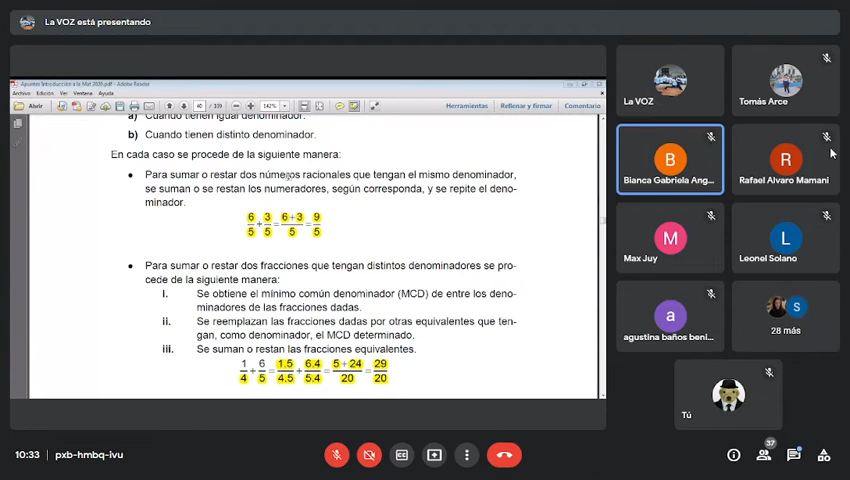 La VOZ está presentando
Apuntes Introducción a la Mat 2020.pdf - Adobe Reader
Archivo Edición Ver Ventana Ayuda
Abrir 40 / 119 142% Herramientas Rellenar y firmar Comentario
a) Cuando tienen igual denominador.
b) Cuando tienen distinto denominador.
En cada caso se procede de la siguiente manera:
• Para sumar o restar dos números racionales que tengan el mismo denominador,
se suman o se restan los numeradores, según corresponda, y se repite el deno-
minador.
6/5 + 3/5 = 6+3/5 = 9/5
• Para sumar o restar dos fracciones que tengan distintos denominadores se pro-
cede de la siguiente manera:
i. Se obtiene el mínimo común denominador (MCD) de entre los deno-
minadores de las fracciones dadas.
ii. Se reemplazan las fracciones dadas por otras equivalentes que ten-
gan, como denominador, el MCD determinado.
iii. Se suman o restan las fracciones equivalentes.
1/4 + 6/5 = 1.5/4.5 + 6.4/5.4 = 5+24/20 = 29/20
La VOZ
Tomás Arce
B
Bianca Gabriela Ang...
R
Rafael Alvaro Mamani
M
Max Juy
L
Leonel Solano
a
agustina baños beni...
S
28 más
Tú
10:33 pxb-hmbq-ivu
37